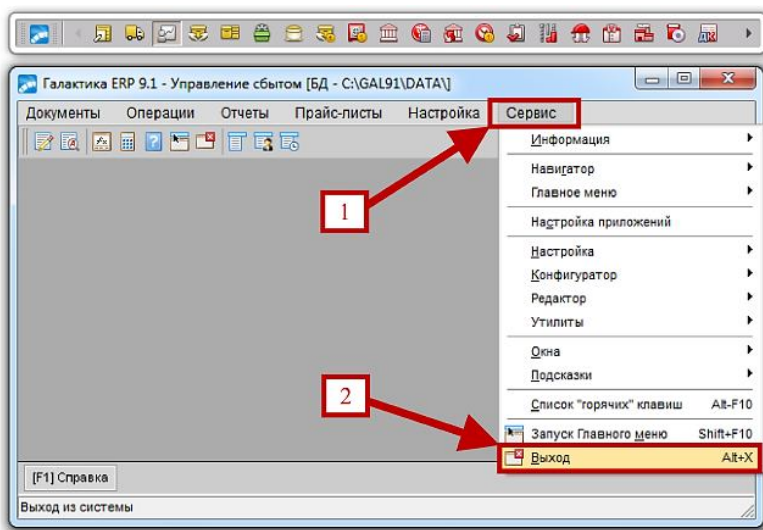 Галактика ERP 9.1 - Управление сбытом [БД - C:\GAL91\DATA\]
Документы Операции Отчеты Прайс-листы Настройка Сервис
Информация
Навигатор
Главное меню
1
Настройка приложений
Настройка
Конфигуратор
Редактор
Утилиты
Окна
Подсказки
2
Список "горячих" клавиш Alt-F10
Запуск Главного меню Shift+F10
Выход Alt+X
[F1] Справка
Выход из системы